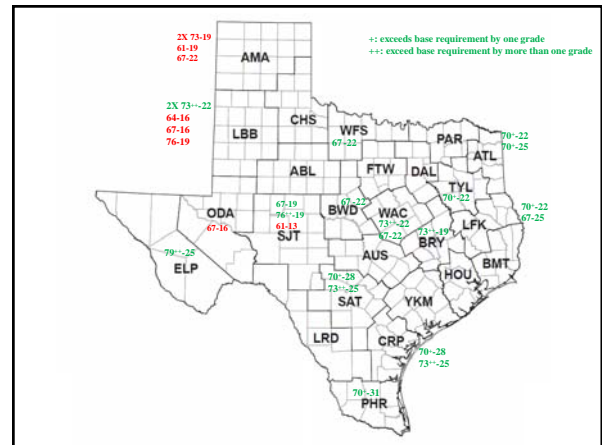 +: exceeds base requirement by one grade
++: exceed base requirement by more than one grade
2X 73-19
61-19
67-22
AMA
2X 73++-22
64-16
67-16
76-19
LBB
CHS
WFS
67-22
PAR
70+-22
70+-25
ATL
ABL
FTW
DAL
TYL
70+-22
ODA
67-16
67-19
76++-19
61-13
SJT
67-22
BWD
WAC
73++-22
67-22
73++-19
BRY
LFK
70+-22
67-25
79++-25
ELP
AUS
HOU
BMT
70+-28
73++-25
SAT
YKM
LRD
CRP
70+-28
73++-25
70+-31
PHR